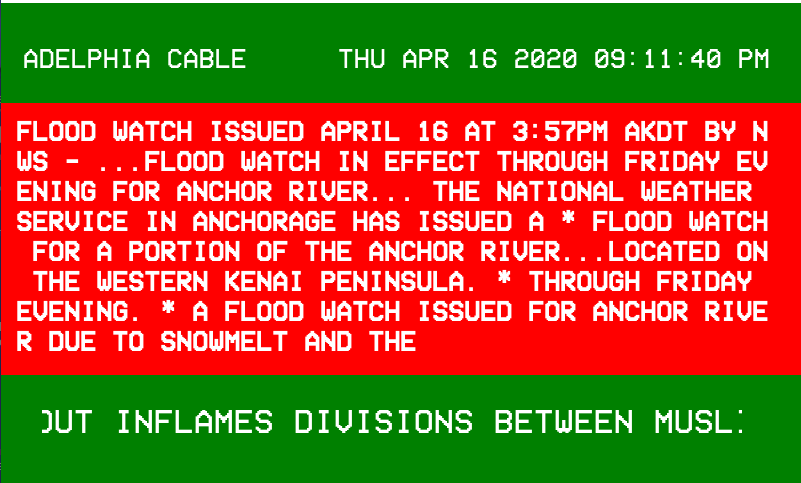 ADELPHIA CABLE THU APR 16 2020 09:11:40 PM
FLOOD WATCH ISSUED APRIL 16 AT 3:57PM AKDT BY N
WS - ...FLOOD WATCH IN EFFECT THROUGH FRIDAY EV
ENING FOR ANCHOR RIVER... THE NATIONAL WEATHER
SERVICE IN ANCHORAGE HAS ISSUED A * FLOOD WATCH
FOR A PORTION OF THE ANCHOR RIVER...LOCATED ON
THE WESTERN KENAI PENINSULA. * THROUGH FRIDAY
EVENING. * A FLOOD WATCH ISSUED FOR ANCHOR RIVE
R DUE TO SNOWMELT AND THE
INFLAMES DIVISIONS BETWEEN